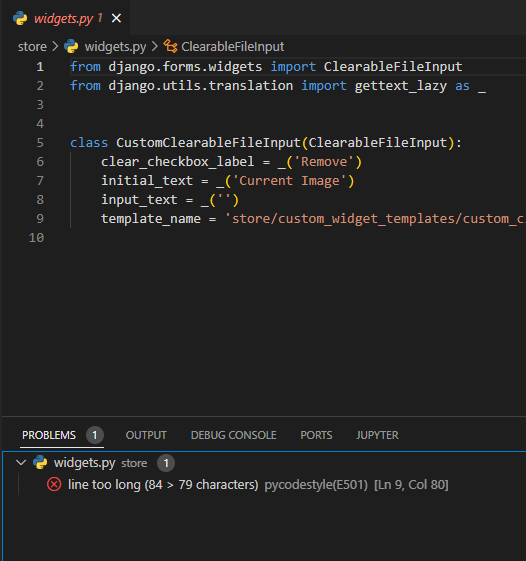 widgets.py 1 ×
store > widgets.py > ClearableFileInput
1 from django.forms.widgets import ClearableFileInput
2 from django.utils.translation import gettext_lazy as _
3
4
5 class CustomClearableFileInput(ClearableFileInput):
6 clear_checkbox_label = _('Remove')
7 initial_text = _('Current Image')
8 input_text = _('')
9 template_name = 'store/custom_widget_templates/custom_c
10
PROBLEMS 1 OUTPUT DEBUG CONSOLE PORTS JUPYTER
widgets.py store 1
line too long (84 > 79 characters) pycodestyle(E501) [Ln 9, Col 80]